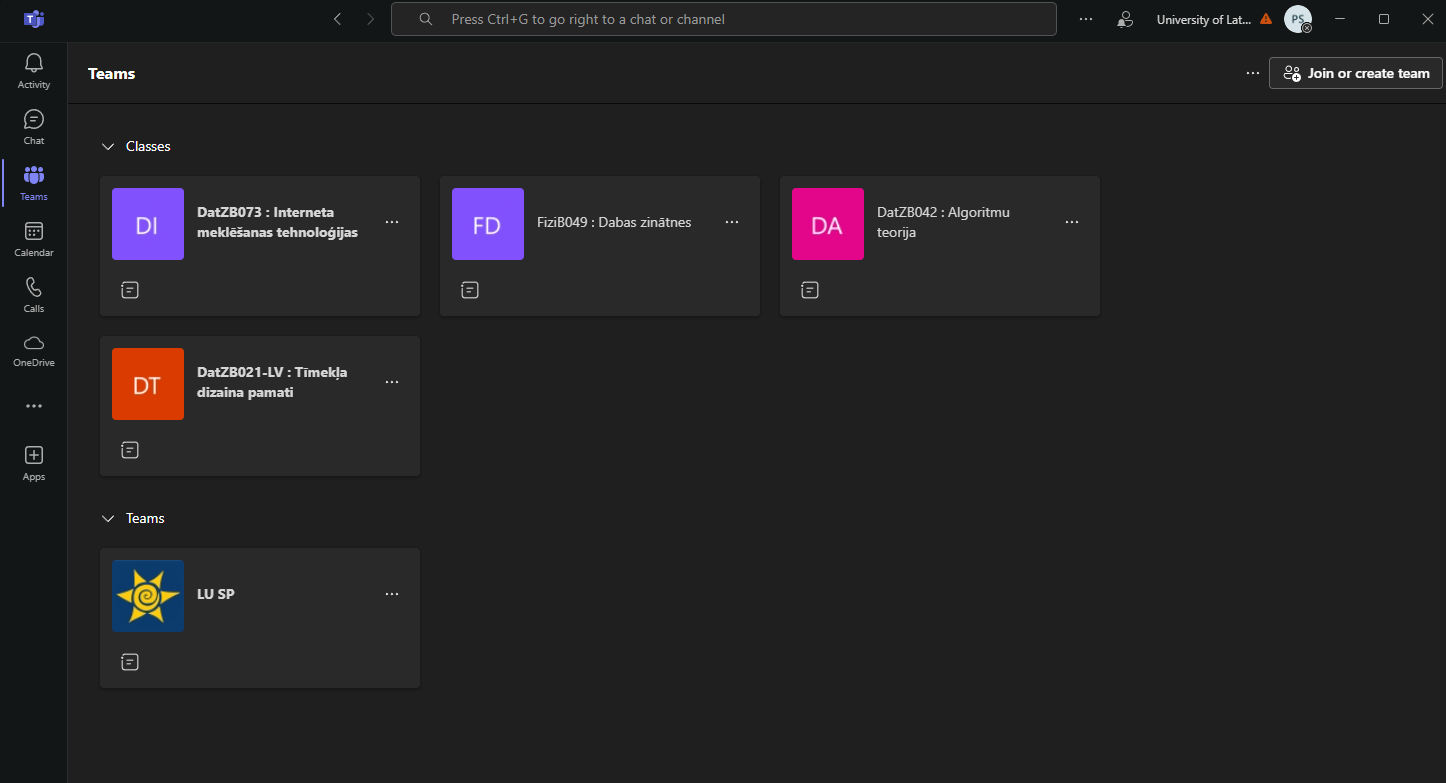 Press Ctrl+G to go right to a chat or channel
University of Lat...
PS
Activity
Chat
Teams
Calendar
Calls
OneDrive
Apps
Teams
Join or create team
Classes
DI
DatZB073 : Interneta
meklēšanas tehnoloģijas
FD
FiziB049 : Dabas zinātnes
DA
DatZB042 : Algoritmu
teorija
DT
DatZB021-LV : Tīmekļa
dizaina pamati
Teams
LU SP